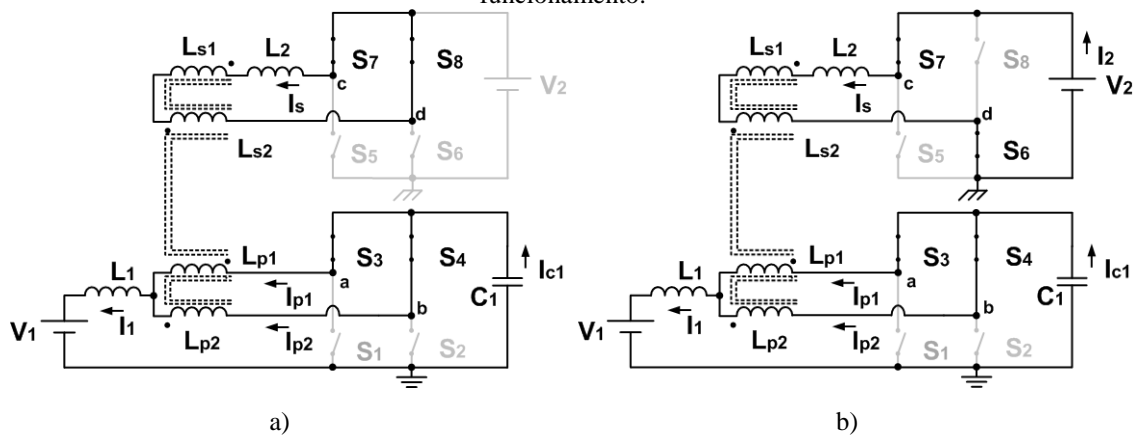 funcionamento.
Ls1 L2 S7 S8
c V2
Is
d
Ls2 S5 S6
L1 Lp1 S3 S4
a Ic1
Ip1 C1
I1 b
V1 Ip2
Lp2 S1 S2
a)
Ls1 L2 S7 S8 I2
c V2
Is
d
Ls2 S5 S6
L1 Lp1 S3 S4
a Ic1
Ip1 C1
I1 b
V1 Ip2
Lp2 S1 S2
b)